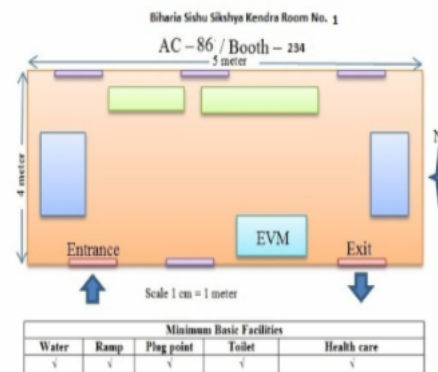 Biharia Sishu Sikshya Kendra Room No. 1
AC – 86 / Booth – 234
5 meter
4 meter
N
EVM
Entrance
Exit
Scale 1 cm = 1 meter
Minimum Basic Facilities
Water Ramp Plug point Toilet Health care
√ √ √ √ √